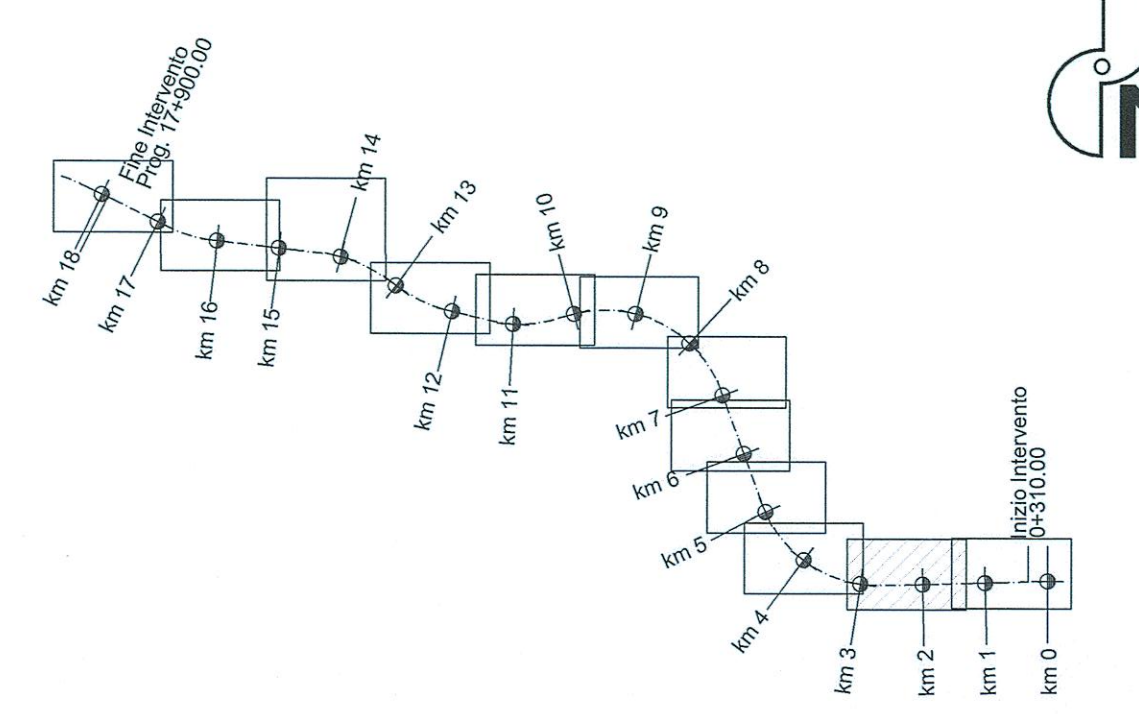 Fine Intervento
Prog. 17+900.00
km 18
km 17
km 16
km 15
km 14
km 13
km 12
km 11
km 10
km 9
km 8
km 7
km 6
km 5
km 4
km 3
km 2
km 1
km 0
Inizio Intervento
0+310.00